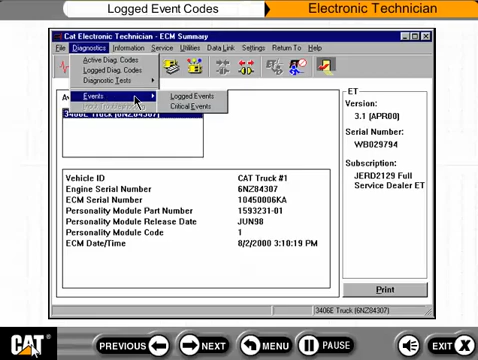 Logged Event Codes
Electronic Technician
Cat Electronic Technician - ECM Summary
File Diagnostics Information Service Utilities Data Link Settings Return To Help
Active Diag. Codes
Logged Diag. Codes
Diagnostic Tests
Events
Logged Events
Critical Events
3406E Truck (6NZ84307)
Vehicle ID CAT Truck #1
Engine Serial Number 6NZ84307
ECM Serial Number 10450006KA
Personality Module Part Number 1593231-01
Personality Module Release Date JUN98
Personality Module Code 1
ECM Date/Time 8/2/2000 3:10:19 PM
ET
Version:
3.1 [APR00]
Serial Number:
WB029794
Subscription:
JERD2129 Full
Service Dealer ET
Print
3406E Truck (6NZ84307)
CAT
PREVIOUS NEXT MENU PAUSE EXIT X